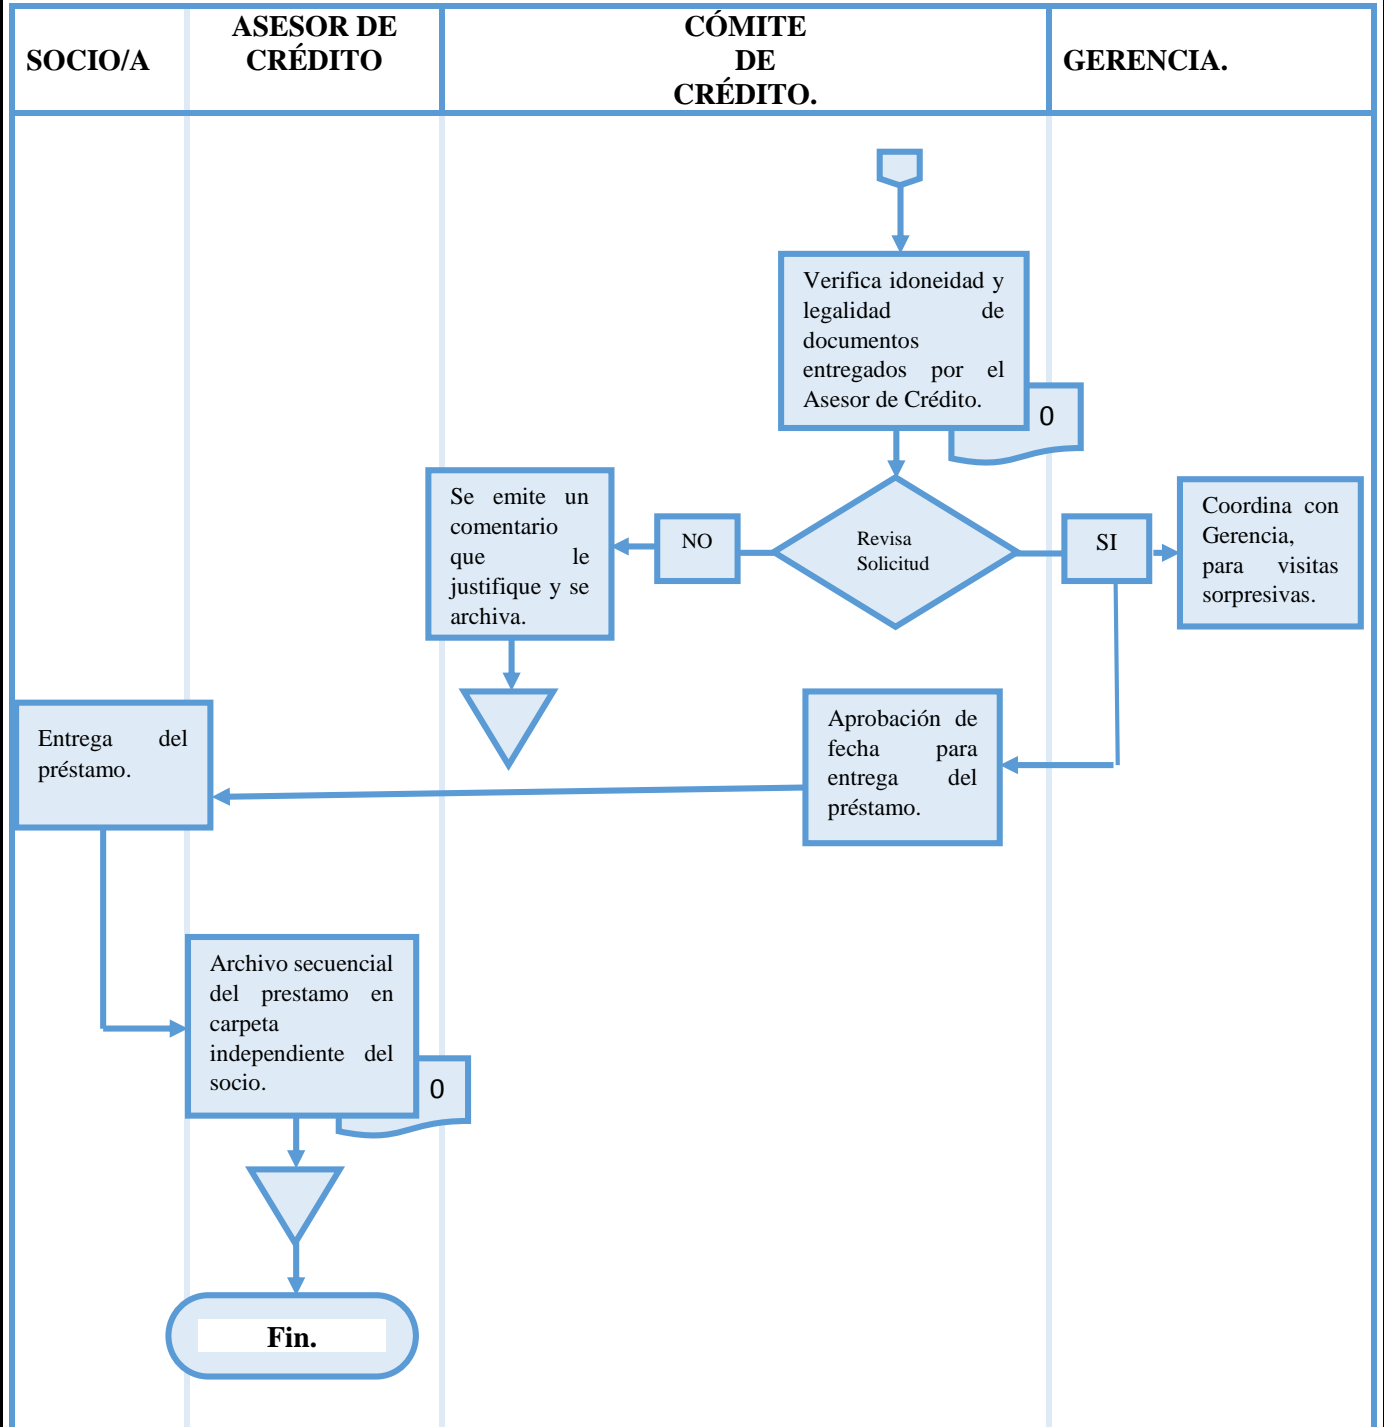 SOCIO/A
ASESOR DE
CRÉDITO
CÓMITE
DE
CRÉDITO.
GERENCIA.
Verifica idoneidad y
legalidad de
documentos
entregados por el
Asesor de Crédito.
0
Se emite un
comentario
que le
justifique y se
archiva.
NO
Revisa
Solicitud
SI
Coordina con
Gerencia,
para visitas
sorpresivas.
Entrega del
préstamo.
Aprobación de
fecha para
entrega del
préstamo.
Archivo secuencial
del prestamo en
carpeta
independiente del
socio.
0
Fin.